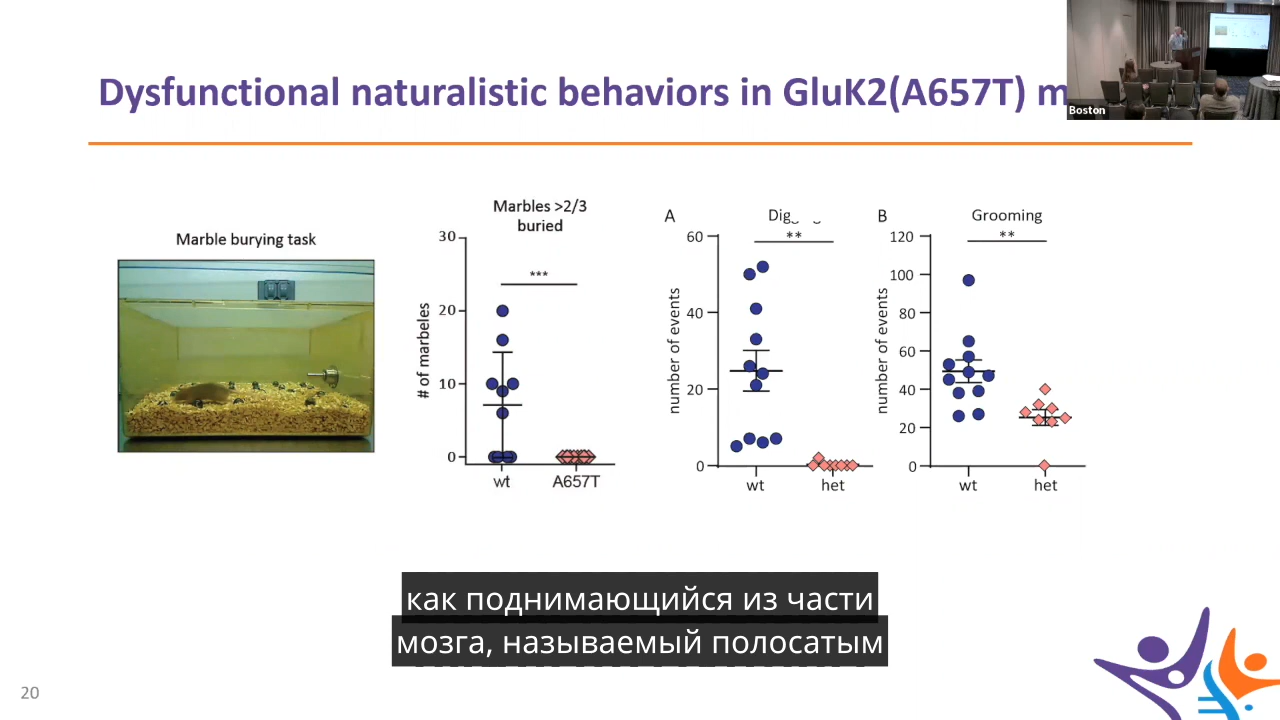 Dysfunctional naturalistic behaviors in GluK2(A657T) m
Boston
Marble burying task
Marbles >2/3
buried
30
20
10
0
# of marbeles
***
wt
A657T
A
**
60
40
20
0
number of events
wt
het
B
Grooming
**
120
100
80
60
40
20
0
number of events
wt
het
как поднимающийся из части
мозга, называемый полосатым
20